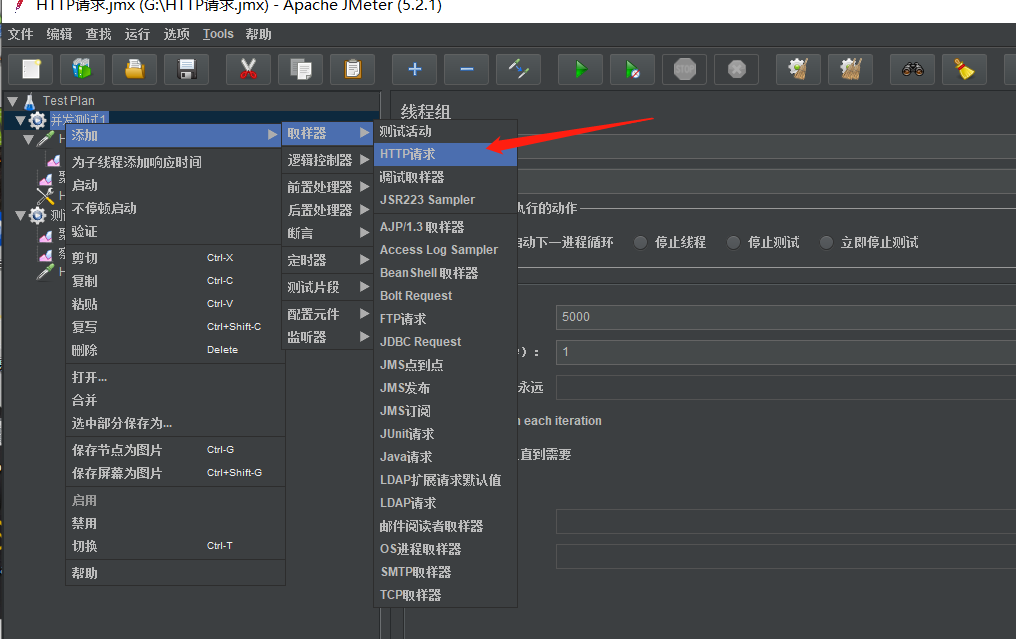 HTTP请求.jmx (G:\HTTP请求.jmx) - Apache JMeter (5.2.1)
文件 编辑 查找 运行 选项 Tools 帮助
STOP
Test Plan
并发测试1
H
聚
H
测试
聚
察
H
添加
为子线程添加响应时间
启动
不停顿启动
验证
剪切 Ctrl-X
复制 Ctrl-C
粘贴 Ctrl-V
复写 Ctrl+Shift-C
删除 Delete
打开...
合并
选中部分保存为...
保存节点为图片 Ctrl-G
保存屏幕为图片 Ctrl+Shift-G
启用
禁用
切换 Ctrl-T
帮助
取样器
逻辑控制器
前置处理器
后置处理器
断言
定时器
测试片段
配置元件
监听器
测试活动
HTTP请求
调试取样器
JSR223 Sampler
AJP/1.3 取样器
Access Log Sampler
BeanShell 取样器
Bolt Request
FTP请求
JDBC Request
JMS点到点
JMS发布
JMS订阅
JUnit请求
Java请求
LDAP扩展请求默认值
LDAP请求
邮件阅读者取样器
OS进程取样器
SMTP取样器
TCP取样器
线程组
执行的动作
启动下一进程循环 停止线程 停止测试 立即停止测试
5000
）： 1
永远
n each iteration
直到需要